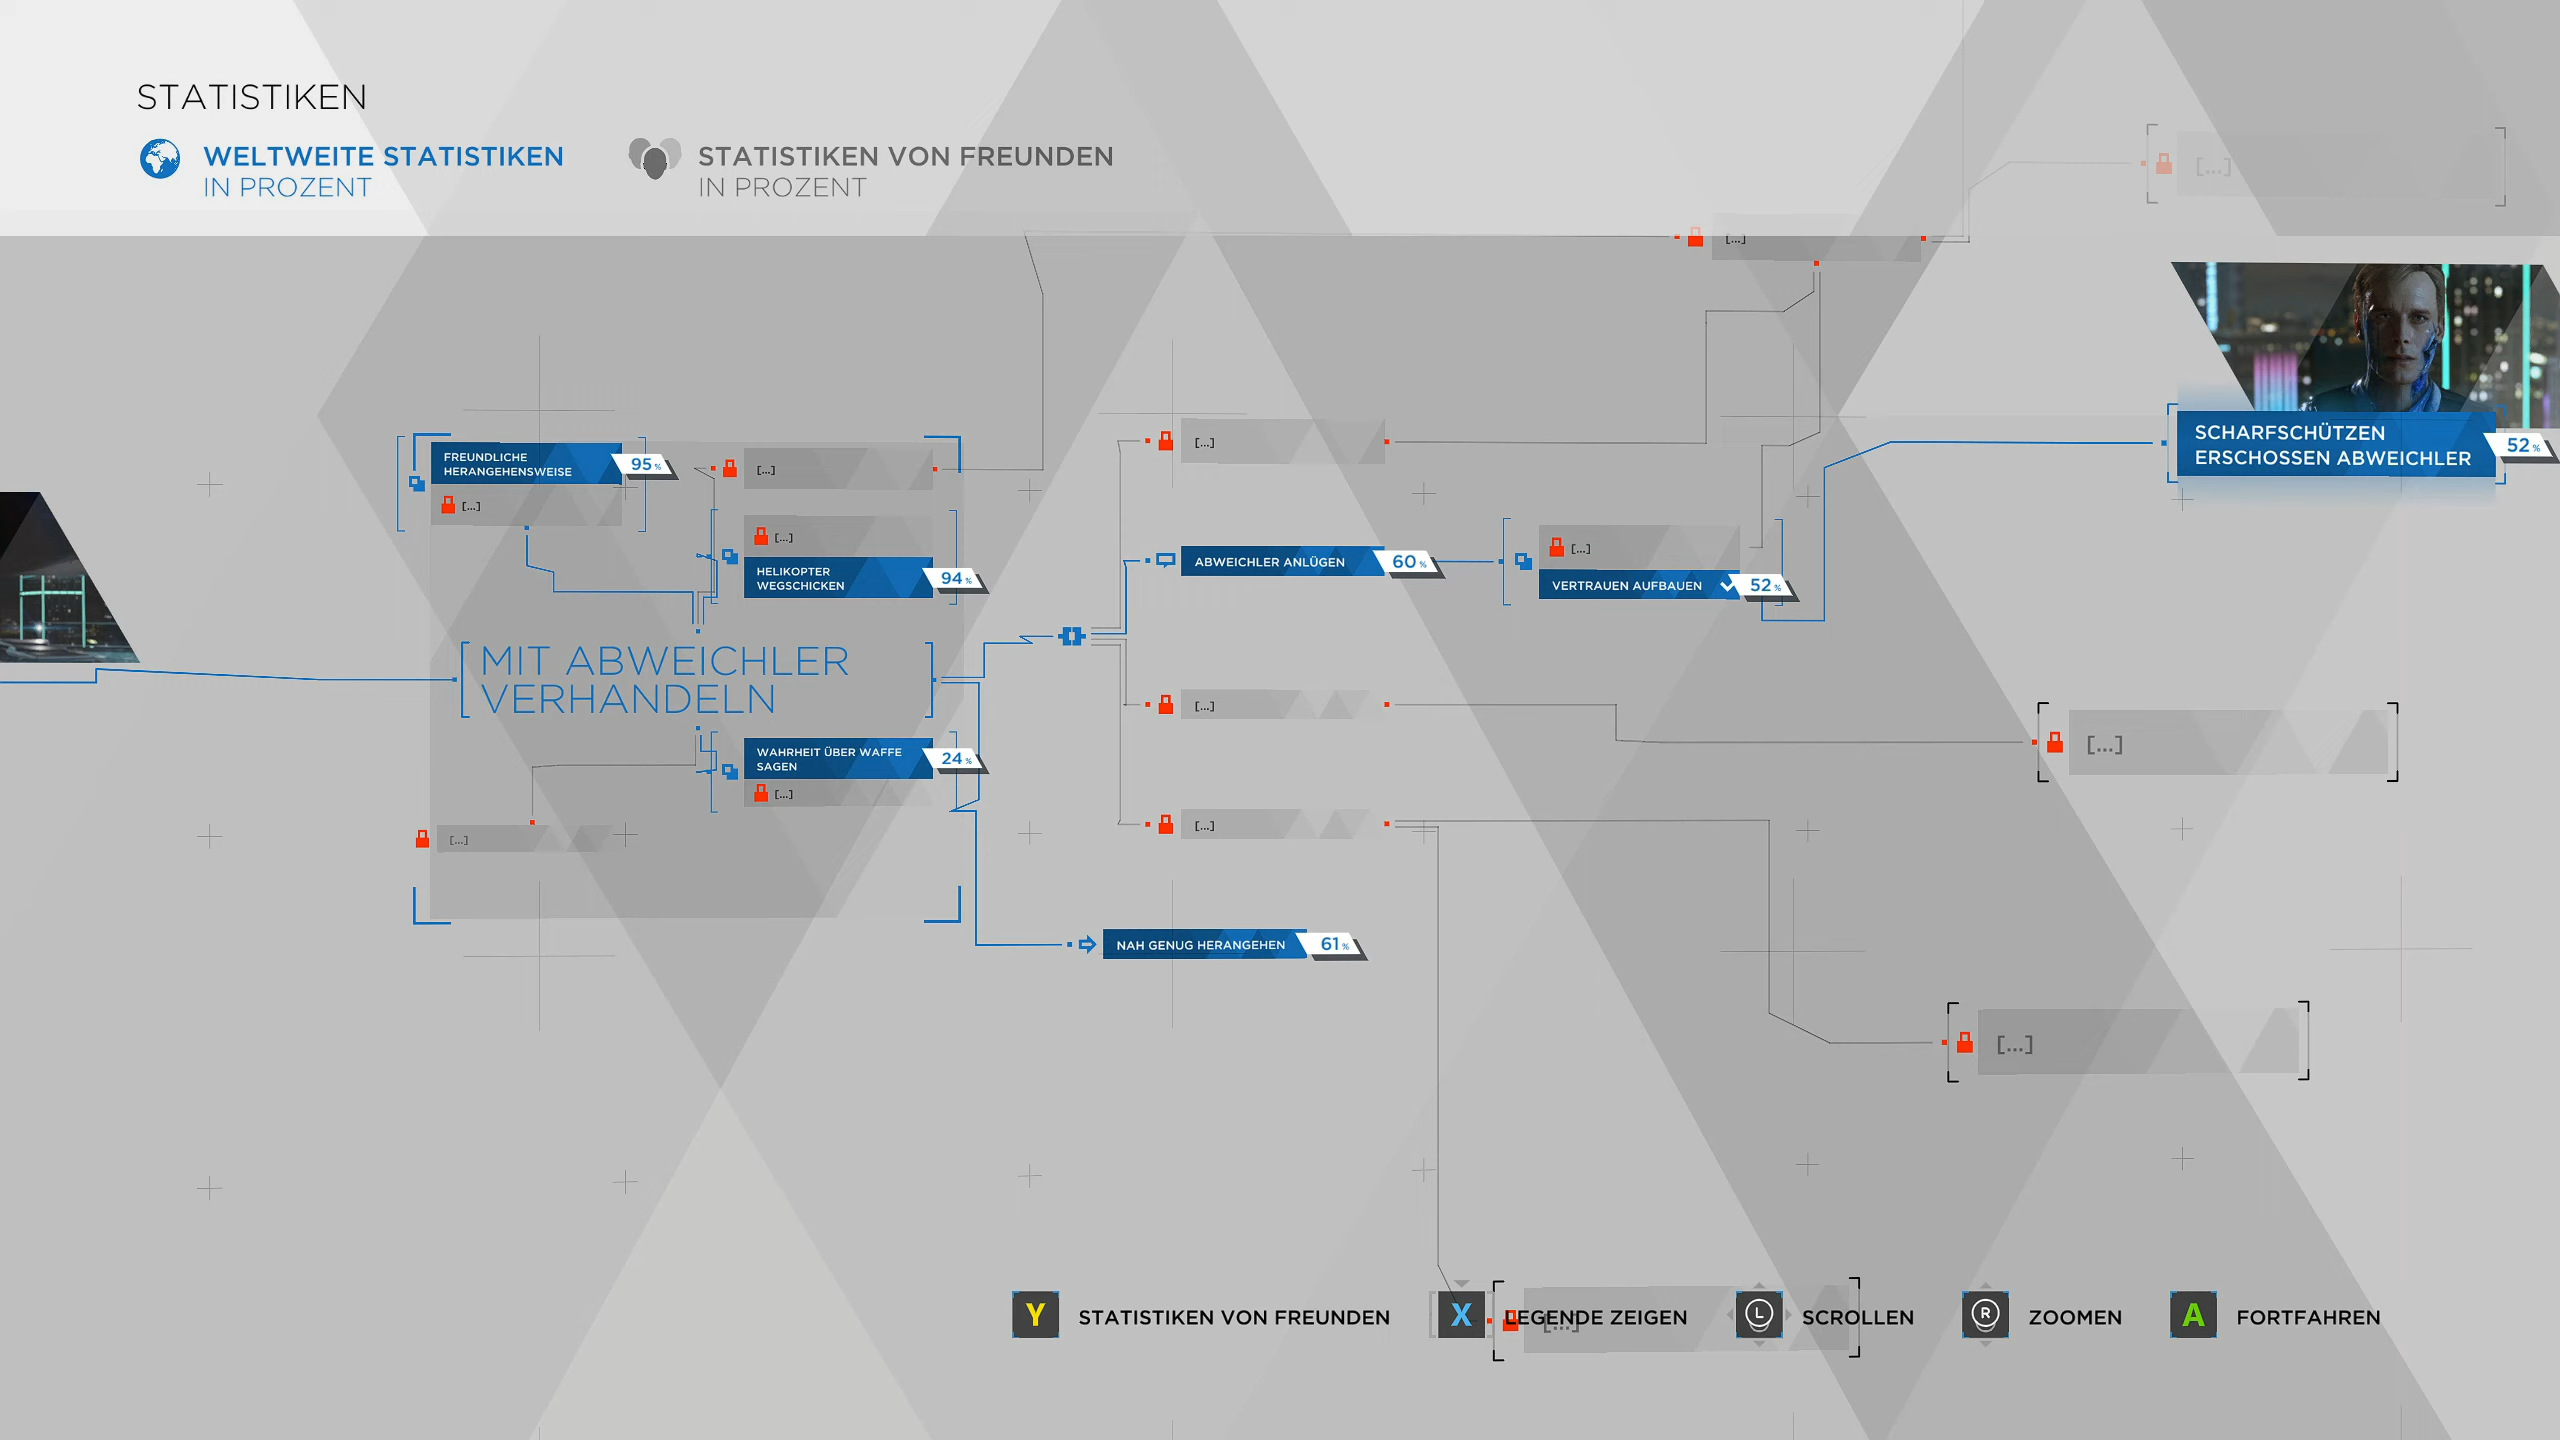 STATISTIKEN
WELTWEITE STATISTIKEN
IN PROZENT
STATISTIKEN VON FREUNDEN
IN PROZENT
[...]
[...]
SCHARFSCHÜTZEN
ERSCHOSSEN ABWEICHLER
52%
FREUNDLICHE
HERANGEHENSWEISE
95%
[...]
[...]
[...]
HELIKOPTER
WEGSCHICKEN
94%
[...]
ABWEICHLER ANLÜGEN
60%
[...]
VERTRAUEN AUFBAUEN
52%
MIT ABWEICHLER
VERHANDELN
[...]
[...]
WAHRHEIT ÜBER WAFFE
SAGEN
24%
[...]
[...]
[...]
NAH GENUG HERANGEHEN
61%
[...]
Y
STATISTIKEN VON FREUNDEN
X
LEGENDE ZEIGEN
[...]
L
SCROLLEN
R
ZOOMEN
A
FORTFAHREN